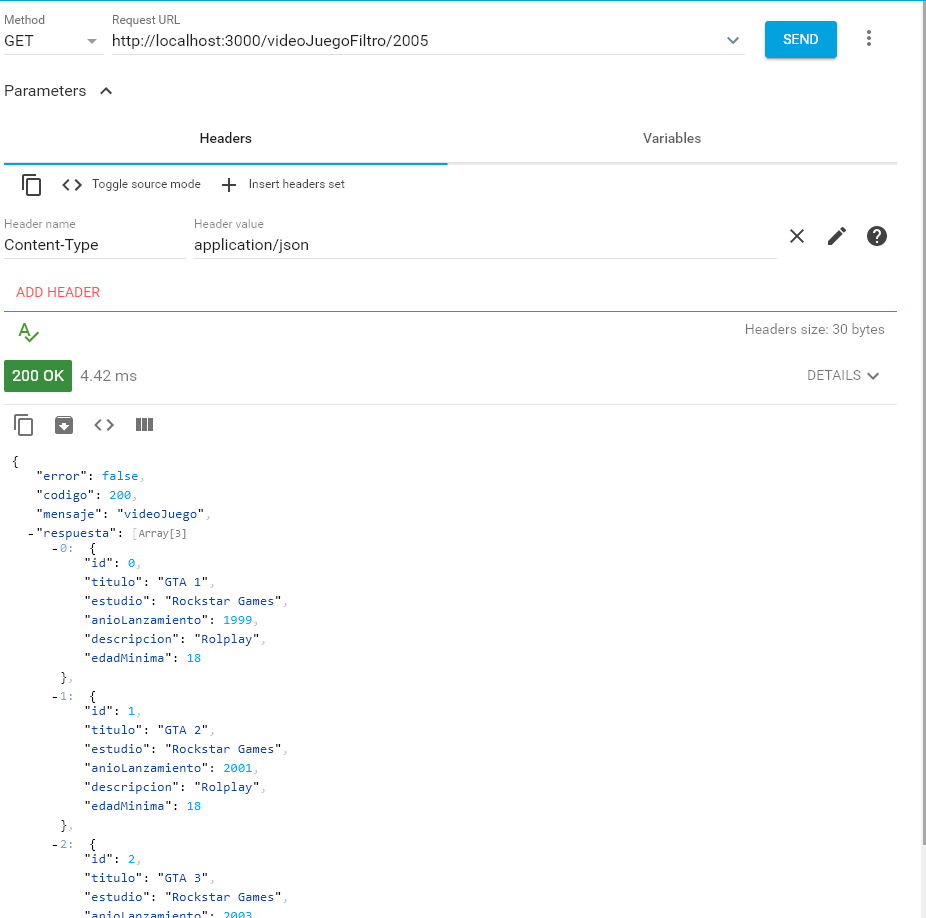 Method
Request URL
GET
http://localhost:3000/videoJuegoFiltro/2005
SEND
Parameters
Headers
Variables
Toggle source mode
Insert headers set
Header name
Header value
Content-Type
application/json
ADD HEADER
Headers size: 30 bytes
200 OK
4.42 ms
DETAILS
{
"error": false,
"codigo": 200,
"mensaje": "videoJuego",
-"respuesta": [Array[3]
-0: {
"id": 0,
"titulo": "GTA 1",
"estudio": "Rockstar Games",
"anioLanzamiento": 1999,
"descripcion": "Rolplay",
"edadMinima": 18
},
-1: {
"id": 1,
"titulo": "GTA 2",
"estudio": "Rockstar Games",
"anioLanzamiento": 2001,
"descripcion": "Rolplay",
"edadMinima": 18
},
-2: {
"id": 2,
"titulo": "GTA 3",
"estudio": "Rockstar Games",
"anioLanzamiento": 2003